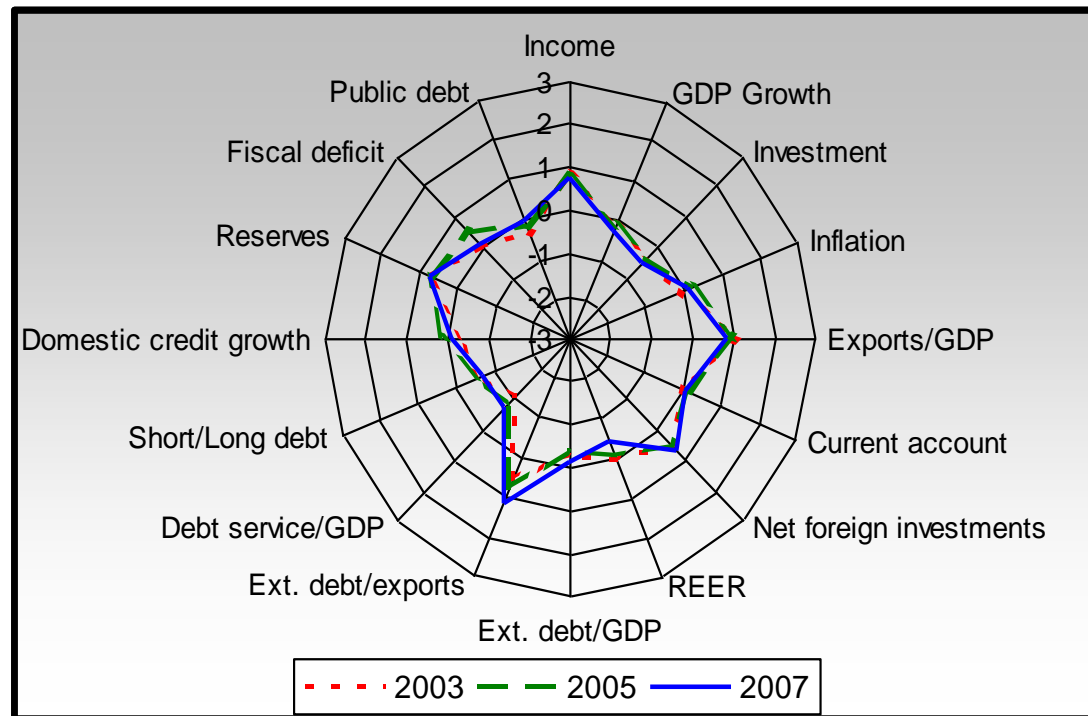 Income
Public debt
GDP Growth
Fiscal deficit
Investment
Reserves
Inflation
Domestic credit growth
Exports/GDP
Short/Long debt
Current account
Debt service/GDP
Net foreign investments
Ext. debt/exports
REER
Ext. debt/GDP
3
2
1
0
-1
-2
-3
2003 2005 2007